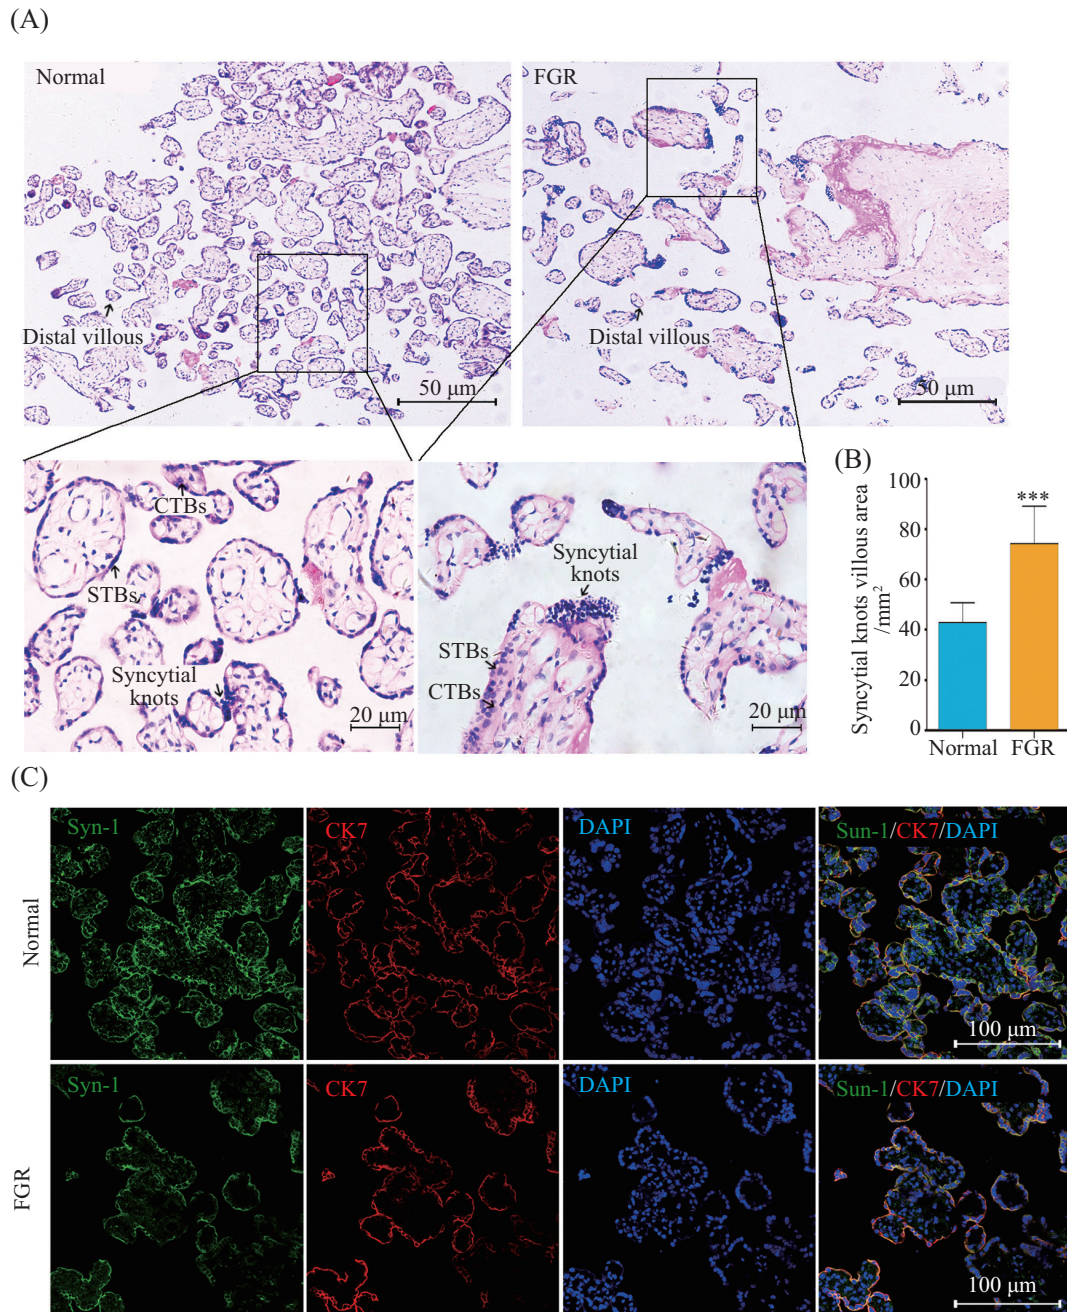 (A)
Normal
FGR
Distal villous
Distal villous
50 μm
50 μm
CTBs
STBs
Syncytial
knots
20 μm
Syncytial
knots
STBs
CTBs
20 μm
(B)
Syncytial knots villous area
/mm²
100
80
60
40
20
0
***
Normal
FGR
(C)
Normal
Syn-1
CK7
DAPI
Sun-1/CK7/DAPI
100 μm
FGR
Syn-1
CK7
DAPI
Sun-1/CK7/DAPI
100 μm